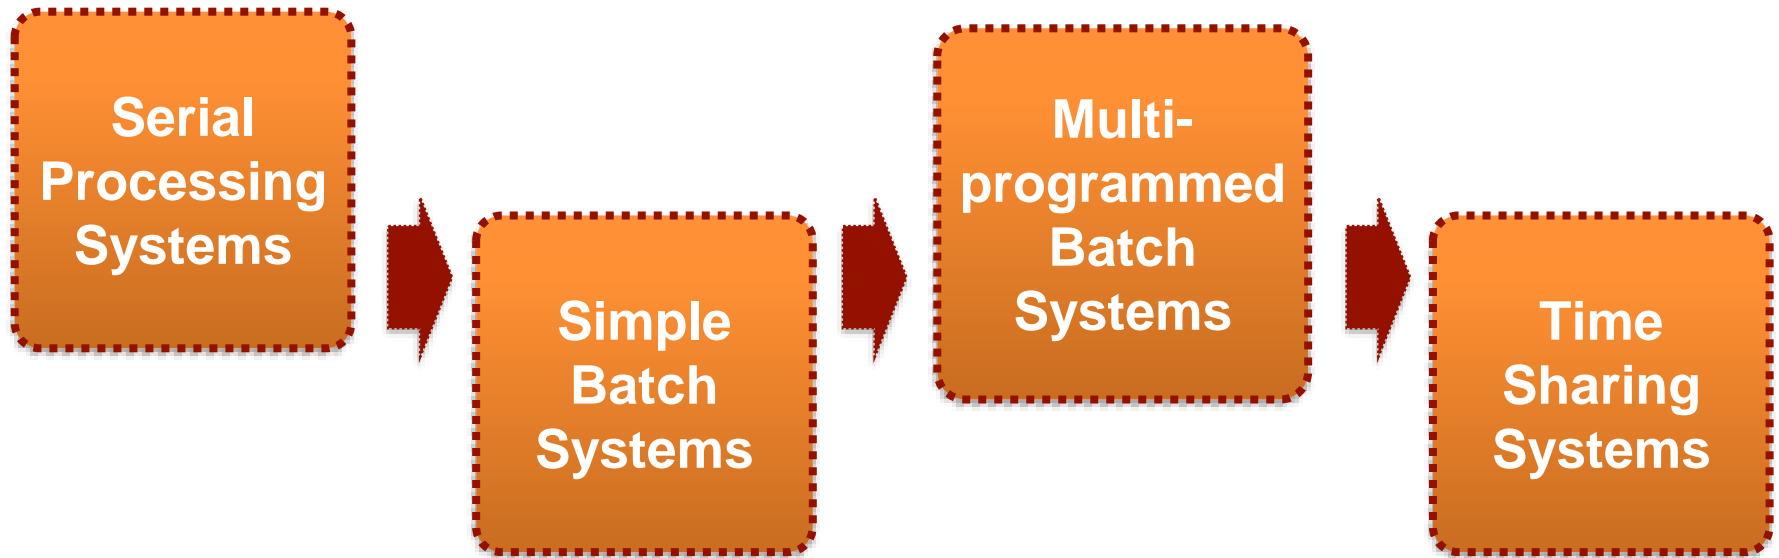 Serial
Processing
Systems
Simple
Batch
Systems
Multi-
programmed
Batch
Systems
Time
Sharing
Systems